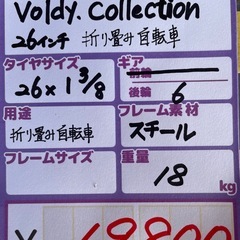 Voldy.Collection
26インチ 折り畳み自転車
タイヤサイズ ギア
26×1 3/8
前輪
後輪 6
用途 フレーム素材
折り畳み自転車 スチール
フレームサイズ 重量
18 kg
¥ 19800